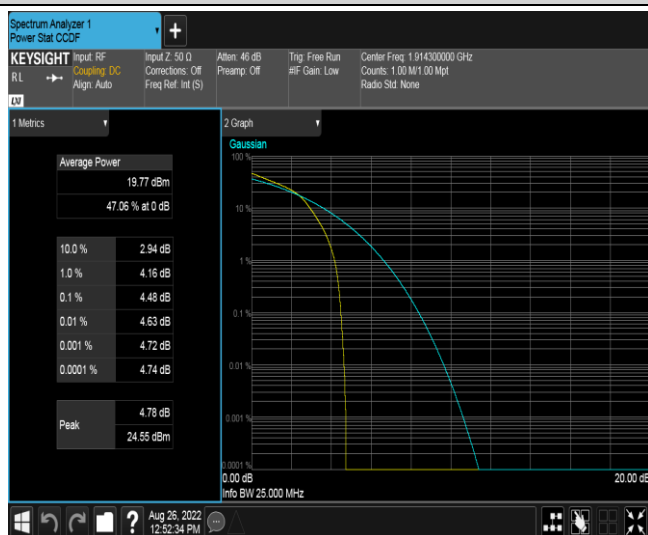 Spectrum Analyzer 1
Power Stat CCDF
KEYSIGHT
RL
LXI
Input: RF
Coupling: DC
Align: Auto
Input Z: 50 Ω
Corrections: Off
Freq Ref: Int (S)
Atten: 46 dB
Preamp: Off
Trig: Free Run
#IF Gain: Low
Center Freq: 1.914300000 GHz
Counts: 1.00 M/1.00 Mpt
Radio Std: None
1 Metrics
Average Power
19.77 dBm
47.06 % at 0 dB
10.0 % 2.94 dB
1.0 % 4.16 dB
0.1 % 4.48 dB
0.01 % 4.63 dB
0.001 % 4.72 dB
0.0001 % 4.74 dB
Peak
4.78 dB
24.55 dBm
2 Graph
Gaussian
100 %
10 %
1 %
0.1 %
0.01 %
0.001 %
0.0001 %
0.00 dB 20.00 dB
Info BW 25.000 MHz
?
Aug 26, 2022
12:52:34 PM